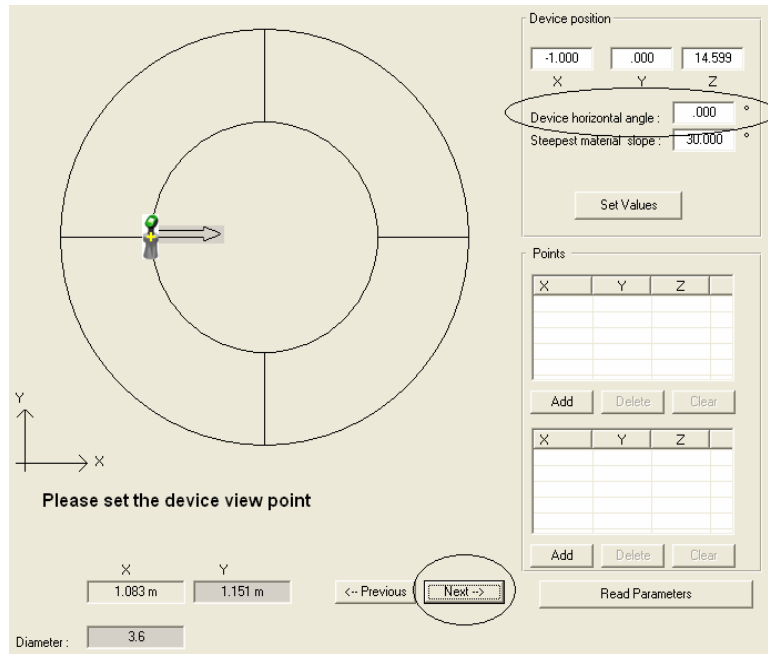 Device position
-1.000 .000 14.599
X Y Z
Device horizontal angle : .000 °
Steepest material slope : 30.000 °
Set Values
Points
X Y Z
Add Delete Clear
X Y Z
Add Delete Clear
Read Parameters
Y
X
Please set the device view point
X Y
1.083 m 1.151 m
<-- Previous Next -->
Diameter : 3.6